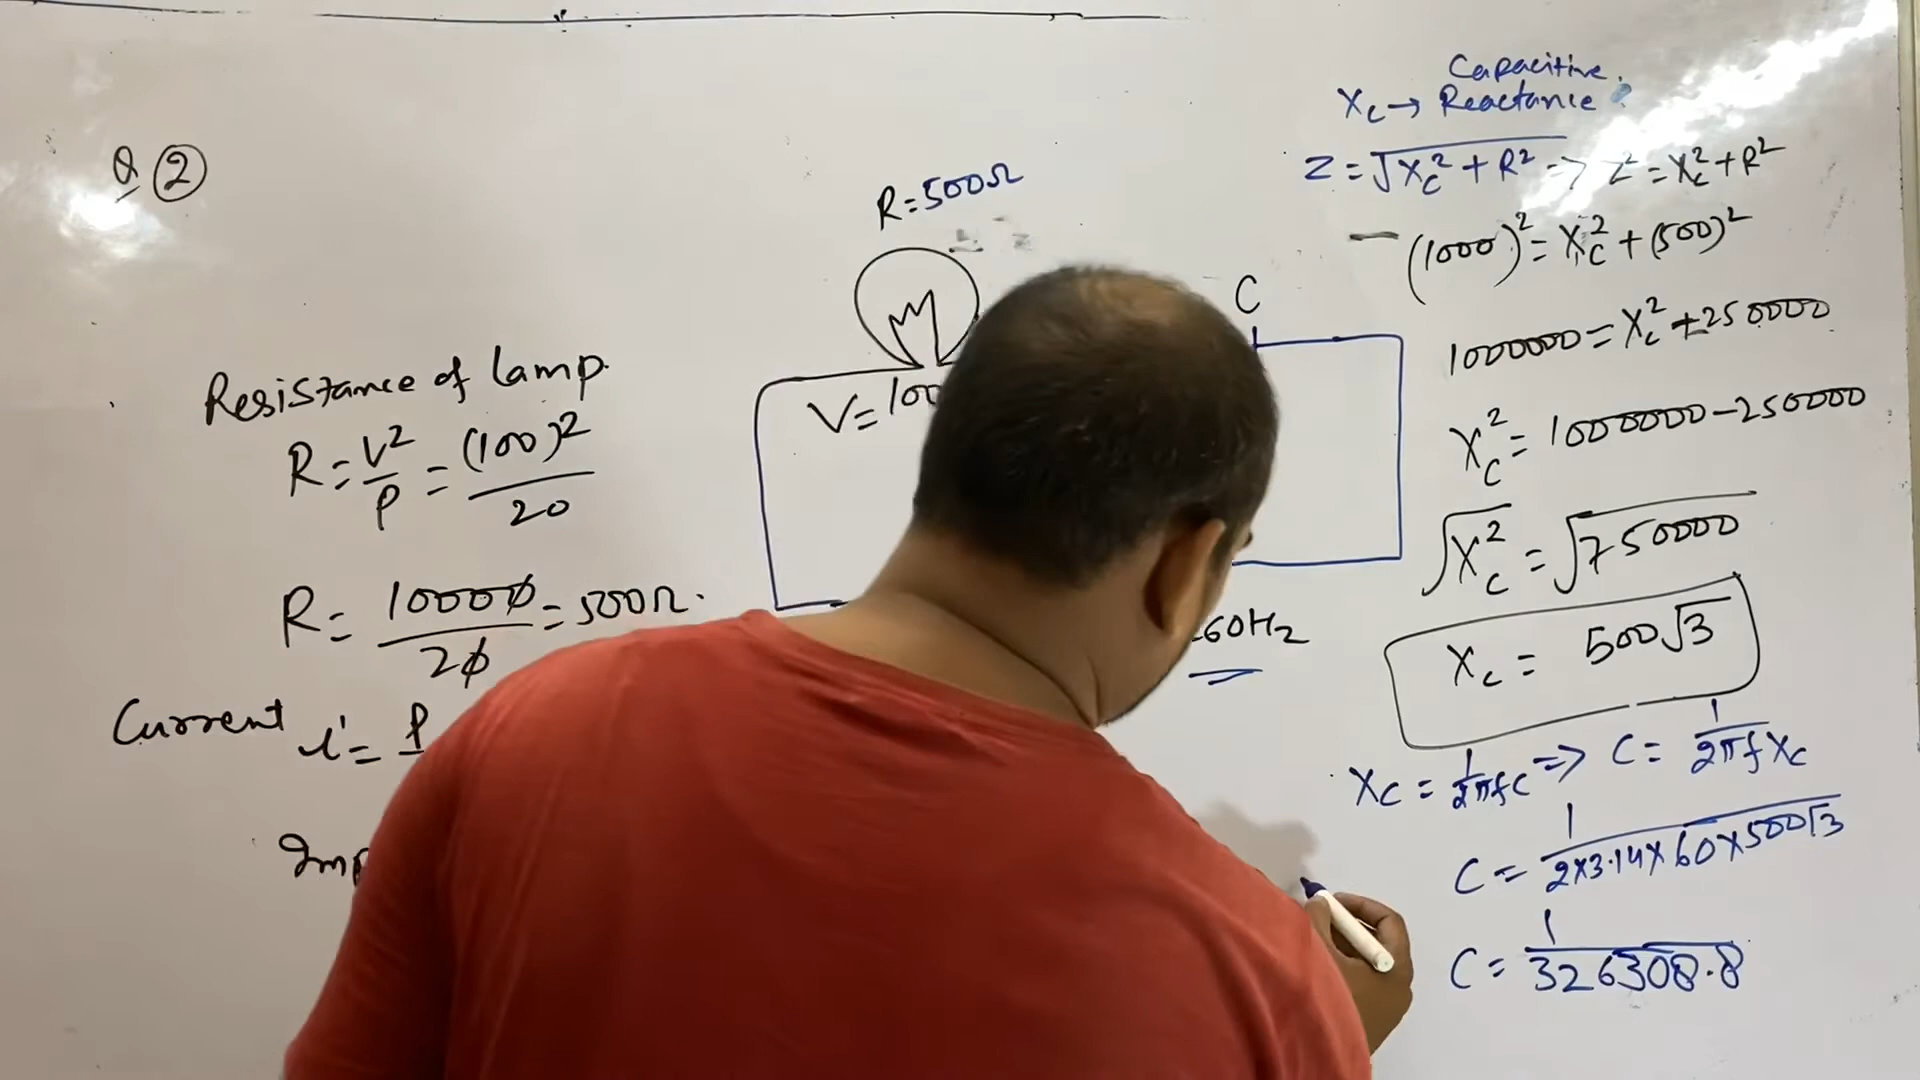 Q ②
Resistance of lamp.
R = V² / P = (100)² / 20
R = 10000 / 20 = 500Ω.
Current i = P
R = 500Ω
V = 100
C
60Hz
Capacitive
Xc → Reactance
Z = √Xc² + R² => Z² = Xc² + R²
(1000)² = Xc² + (500)²
1000000 = Xc² + 250000
Xc² = 1000000 - 250000
√Xc² = √750000
Xc = 500√3
Xc = 1 / 2πfC => C = 1 / 2πfXc
C = 1 / 2×3.14×60×500√3
C = 1 / 326308.8